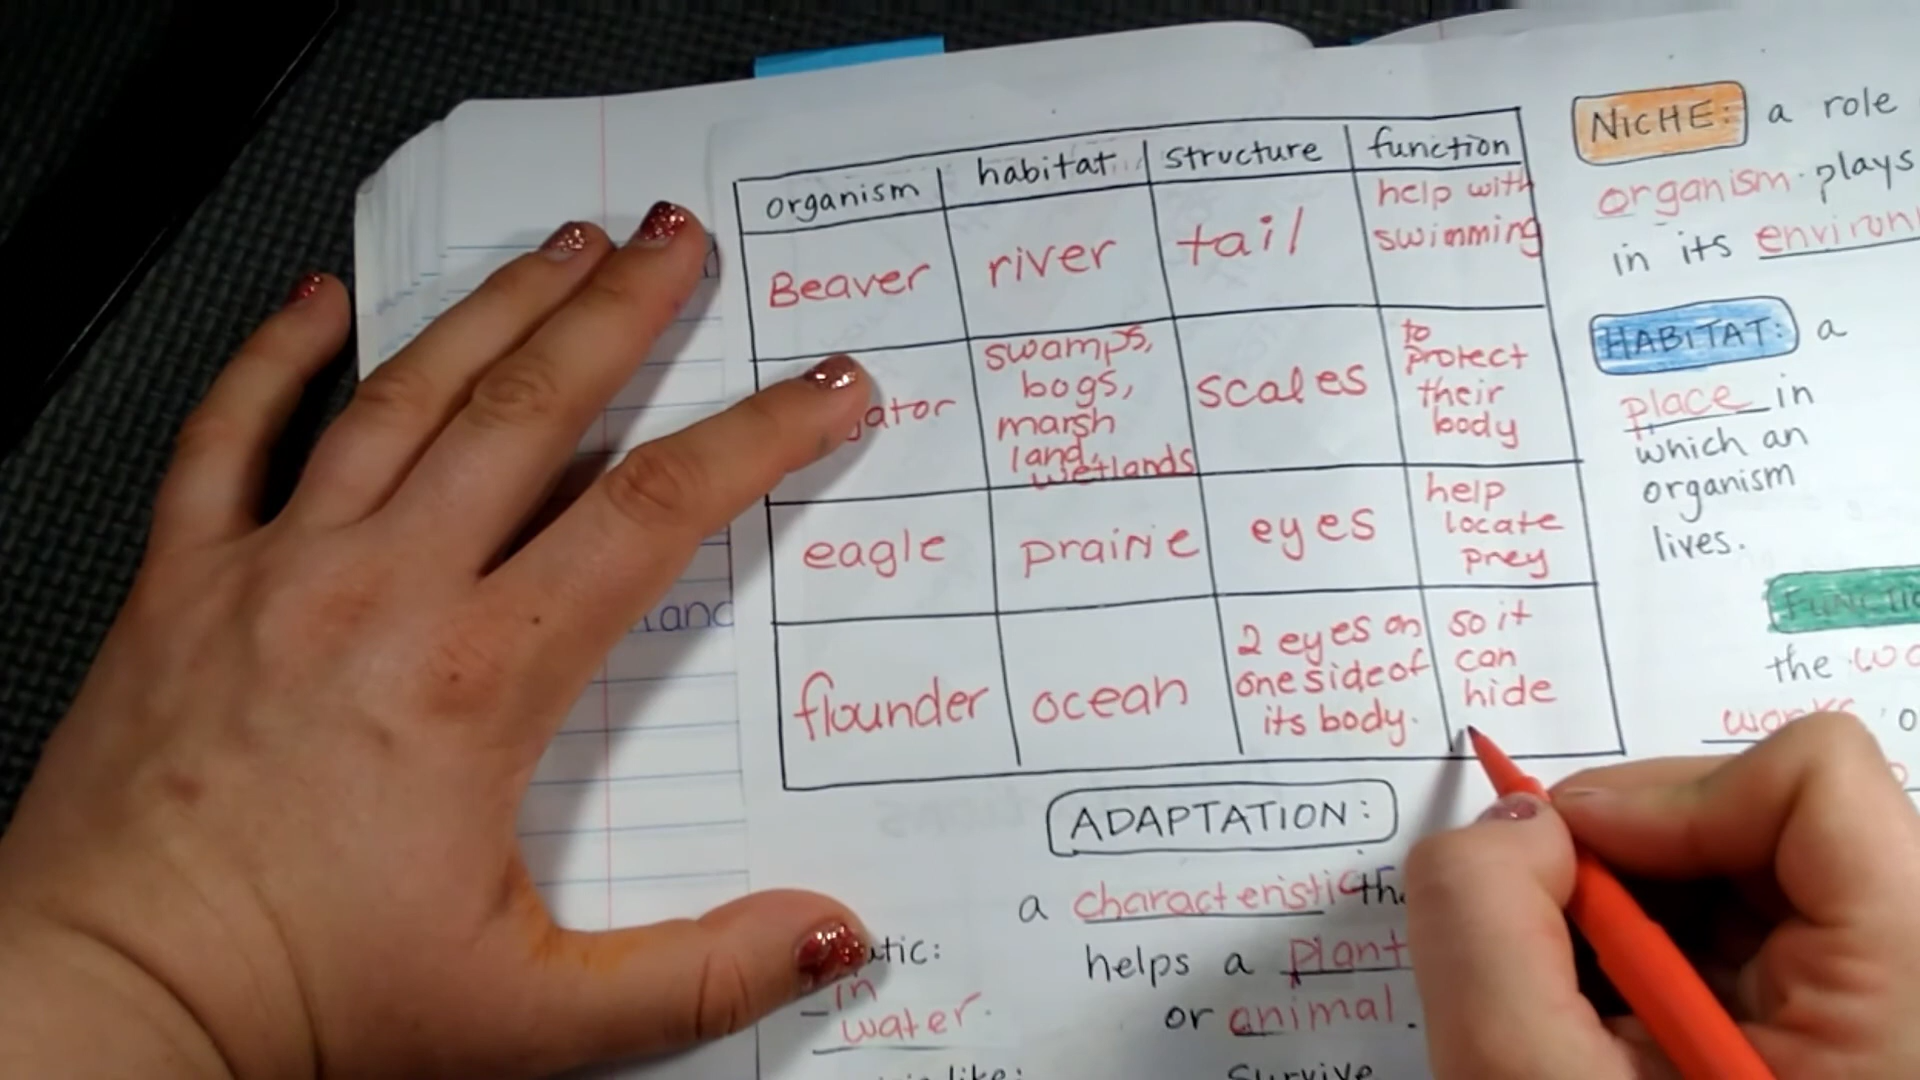 organism habitat structure function
Beaver river tail help with
swimming
swamps,
bogs,
marsh
land,
wetlands
scales
to
protect
their
body
eagle prairie eyes help
locate
prey
flounder ocean 2 eyes on
one side of
its body.
so it
can
hide
NICHE: a role
organism plays
in its
HABITAT: a
place in
which an
organism
lives.
the
works
ADAPTATION:
a characteristic
helps a plant
or animal.
survive
in
water.
like:
land